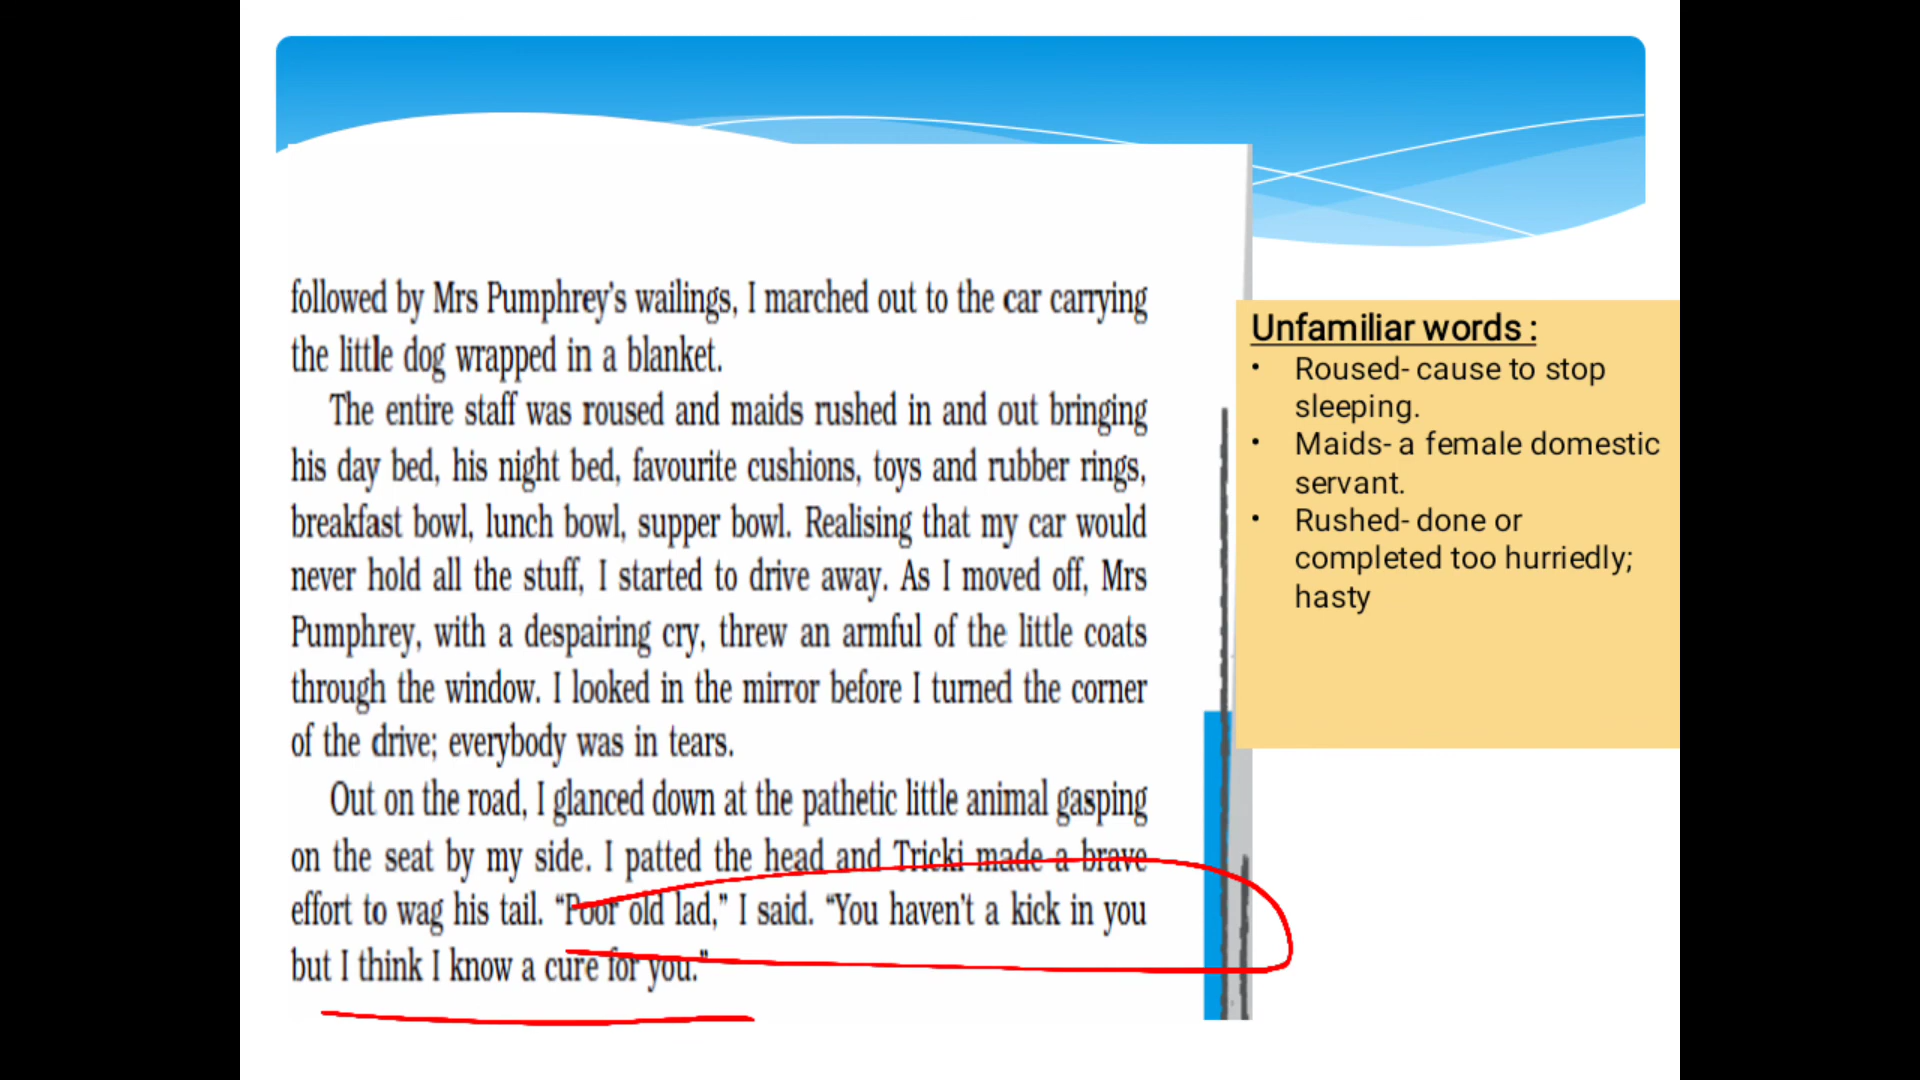 followed by Mrs Pumphrey's wailings, I marched out to the car carrying
the little dog wrapped in a blanket.
The entire staff was roused and maids rushed in and out bringing
his day bed, his night bed, favourite cushions, toys and rubber rings,
breakfast bowl, lunch bowl, supper bowl. Realising that my car would
never hold all the stuff, I started to drive away. As I moved off, Mrs
Pumphrey, with a despairing cry, threw an armful of the little coats
through the window. I looked in the mirror before I turned the corner
of the drive; everybody was in tears.
Out on the road, I glanced down at the pathetic little animal gasping
on the seat by my side. I patted the head and Tricki made a brave
effort to wag his tail. “Poor old lad,” I said. “You haven't a kick in you
but I think I know a cure for you.”
Unfamiliar words :
• Roused- cause to stop
sleeping.
• Maids- a female domestic
servant.
• Rushed- done or
completed too hurriedly;
hasty